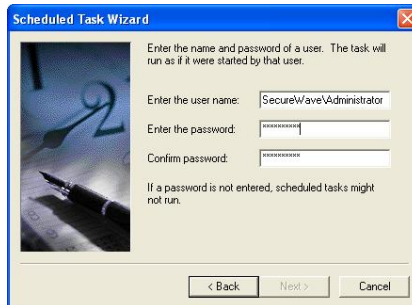 Scheduled Task Wizard
Enter the name and password of a user. The task will
run as if it were started by that user.
Enter the user name:
SecureWave\Administrator
Enter the password:
**********
Confirm password:
**********
If a password is not entered, scheduled tasks might
not run.
< Back
Next >
Cancel